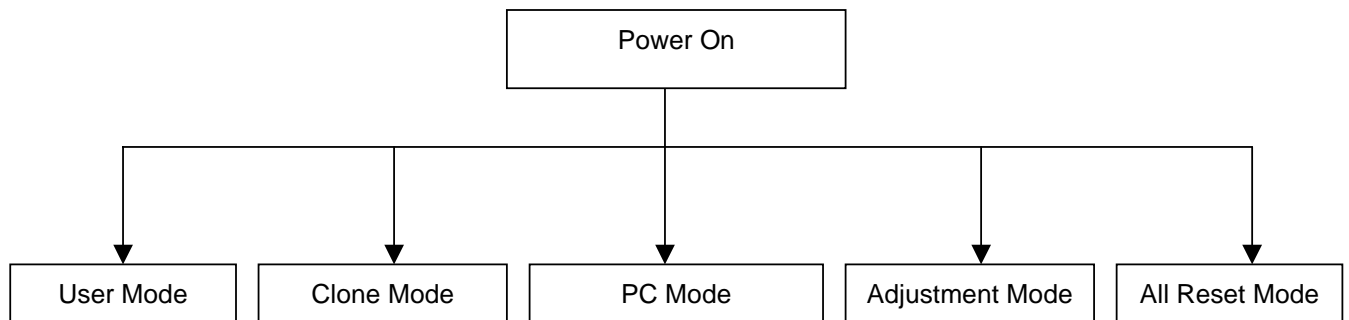 Power On
User Mode
Clone Mode
PC Mode
Adjustment Mode
All Reset Mode